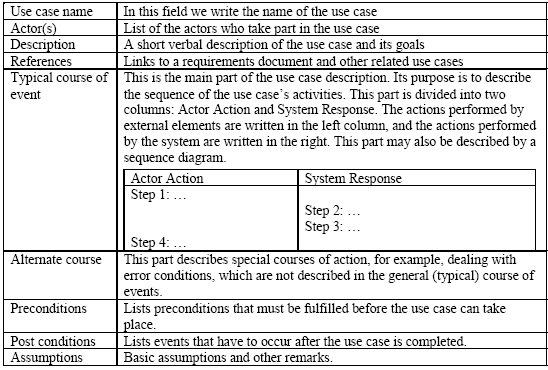 Use case name In this field we write the name of the use case
Actor(s) List of the actors who take part in the use case
Description A short verbal description of the use case and its goals
References Links to a requirements document and other related use cases
Typical course of This is the main part of the use case description. Its purpose is to describe
event the sequence of the use case's activities. This part is divided into two
columns: Actor Action and System Response. The actions performed by
external elements are written in the left column, and the actions performed
by the system are written in the right. This part may also be described by a
sequence diagram.
Actor Action System Response
Step 1: …
Step 2: …
Step 3: …
Step 4: …
Alternate course This part describes special courses of action, for example, dealing with
error conditions, which are not described in the general (typical) course of
events.
Preconditions Lists preconditions that must be fulfilled before the use case can take
place.
Post conditions Lists events that have to occur after the use case is completed.
Assumptions Basic assumptions and other remarks.